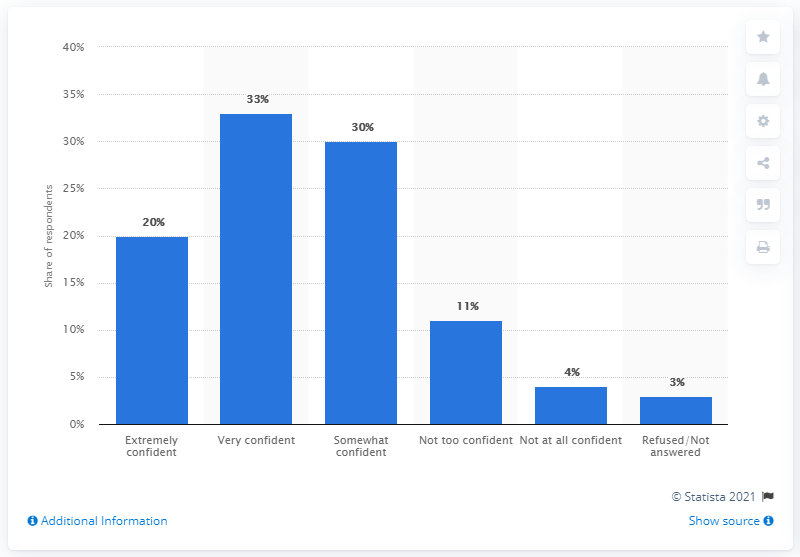 40%
35%
30%
25%
20%
15%
10%
5%
0%
Share of respondents
20%
33%
30%
11%
4%
3%
Extremely
confident
Very confident
Somewhat
confident
Not too confident
Not at all confident
Refused/Not
answered
© Statista 2021
Additional Information
Show source